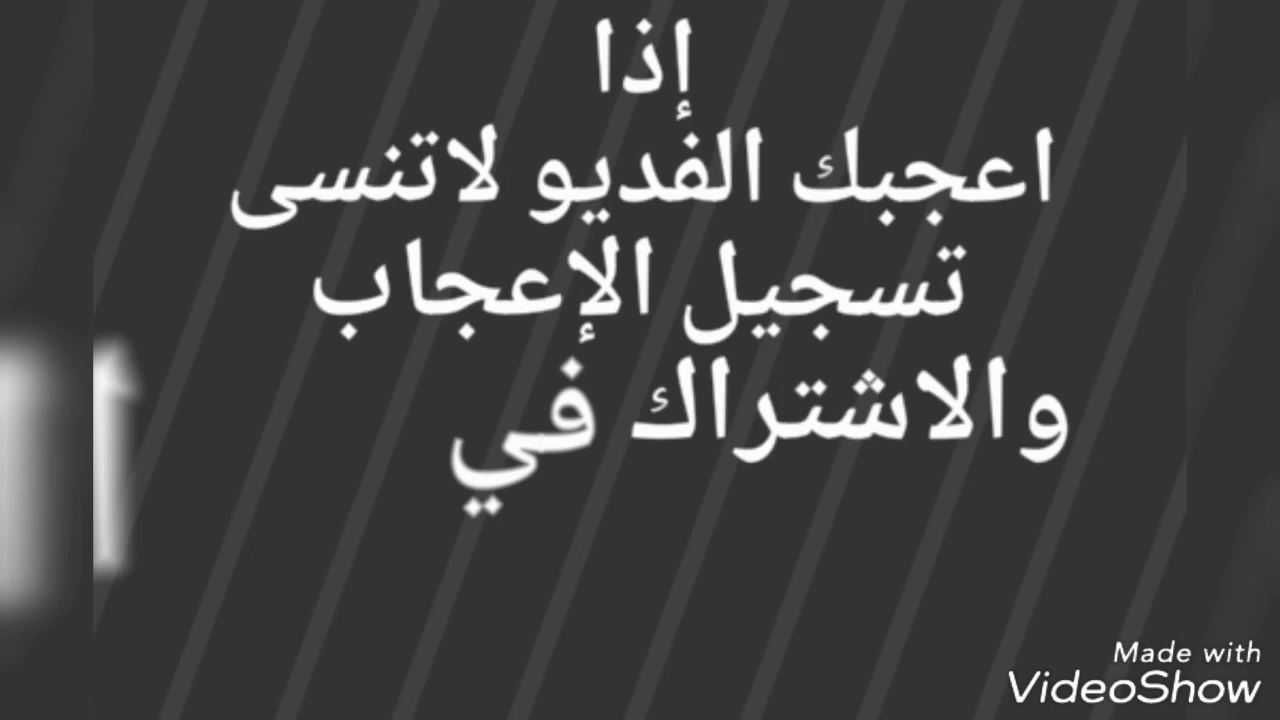 إذا
اعجبك الفديو لاتنسى
تسجيل الإعجاب
والاشتراك في
Made with
VideoShow